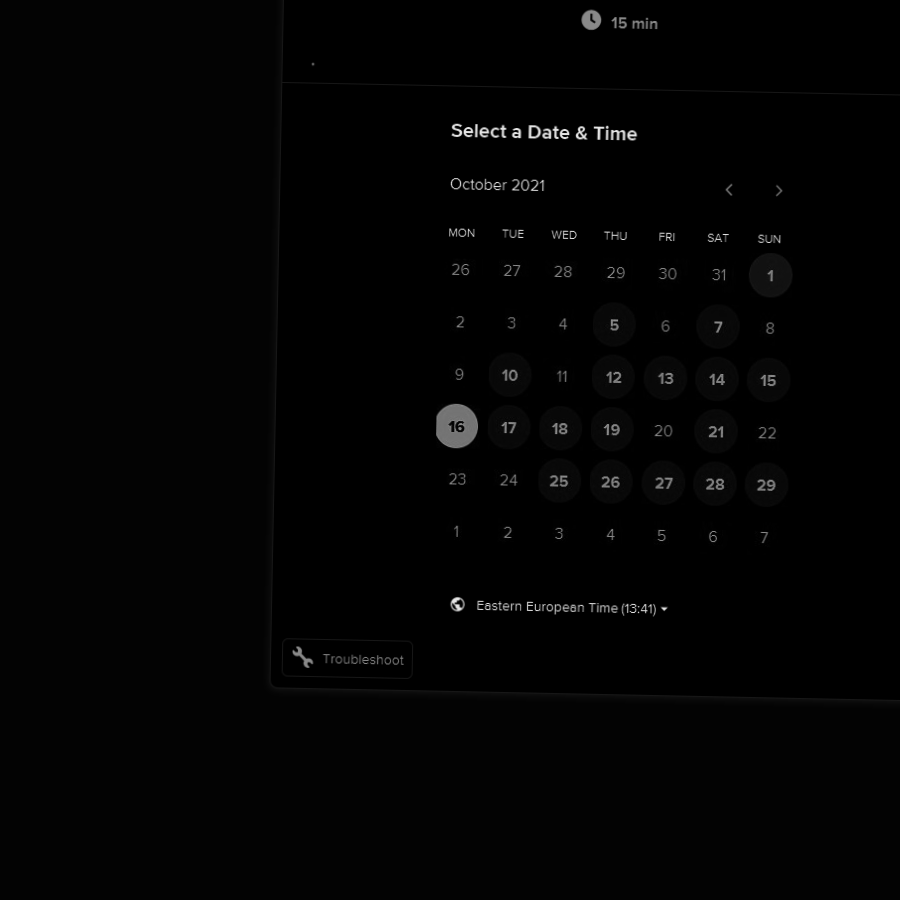 15 min
Select a Date & Time
October 2021
MON TUE WED THU FRI SAT SUN
26 27 28 29 30 31 1
2 3 4 5 6 7 8
9 10 11 12 13 14 15
16 17 18 19 20 21 22
23 24 25 26 27 28 29
1 2 3 4 5 6 7
Eastern European Time (13:41)
Troubleshoot